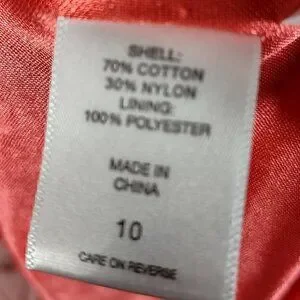 SHELL:
70% COTTON
30% NYLON
LINING:
100% POLYESTER
MADE IN
CHINA
10
CARE ON REVERSE